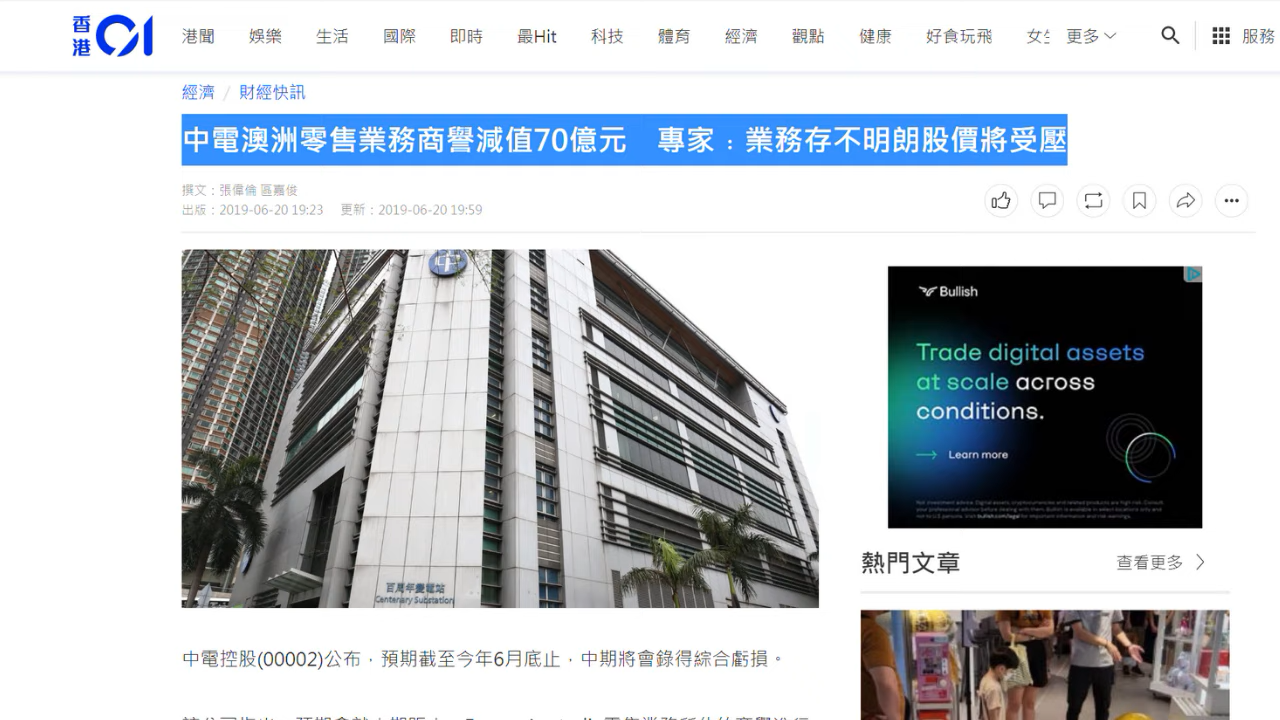 香港01
港聞 娛樂 生活 國際 即時 最Hit 科技 體育 經濟 觀點 健康 好食玩飛 更多 服務
經濟 / 財經快訊
中電澳洲零售業務商譽減值70億元 專家：業務存不明朗股價將受壓
撰文：張偉倫 區嘉俊
出版：2019-06-20 19:23 更新：2019-06-20 19:59
Bullish
Trade digital assets
at scale across
conditions.
Learn more
百周年變電站
Centenary Substation
熱門文章 查看更多
中電控股(00002)公布，預期截至今年6月底止，中期將會錄得綜合虧損。